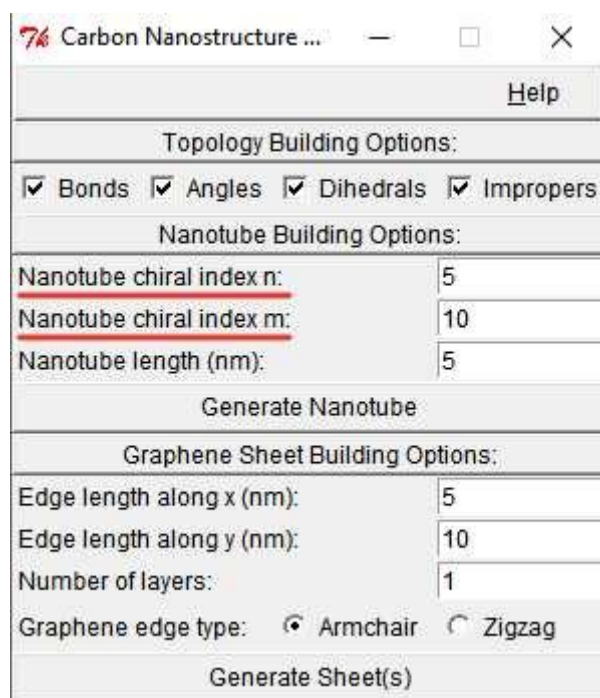 Carbon Nanostructure ...
Help
Topology Building Options:
Bonds Angles Dihedrals Impropers
Nanotube Building Options:
Nanotube chiral index n: 5
Nanotube chiral index m: 10
Nanotube length (nm): 5
Generate Nanotube
Graphene Sheet Building Options:
Edge length along x (nm): 5
Edge length along y (nm): 10
Number of layers: 1
Graphene edge type: Armchair Zigzag
Generate Sheet(s)